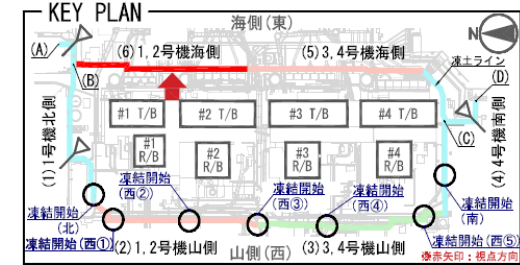 KEY PLAN
海側(東)
N
(A)
(6)1,2号機海側
(5)3,4号機海側
凍土ライン
(B)
(D)
#1 T/B
#2 T/B
#3 T/B
#4 T/B
(C)
(1)1号機北側
(4)4号機南側
#1
R/B
#2
R/B
#3
R/B
#4
R/B
凍結開始
(西②)
凍結開始
(西③)
凍結開始
(西④)
凍結開始
(北)
凍結開始
(南)
凍結開始(西①)
(2)1,2号機山側
山側(西)
(3)3,4号機山側
凍結開始(西⑤)
※赤矢印:視点方向